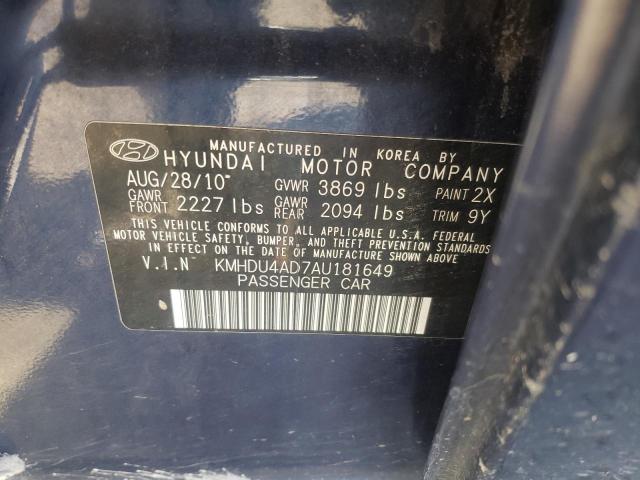 MANUFACTURED IN KOREA BY
HYUNDAI MOTOR COMPANY
AUG/28/10 GVWR 3869 lbs PAINT 2X
GAWR FRONT 2227 lbs GAWR REAR 2094 lbs TRIM 9Y
THIS VEHICLE CONFORMS TO ALL APPLICABLE U.S.A. FEDERAL
MOTOR VEHICLE SAFETY, BUMPER, AND THEFT PREVENTION STANDARDS
IN EFFECT ON THE DATE OF MANUFACTURE SHOWN ABOVE
V.I.N KMHDU4AD7AU181649
PASSENGER CAR